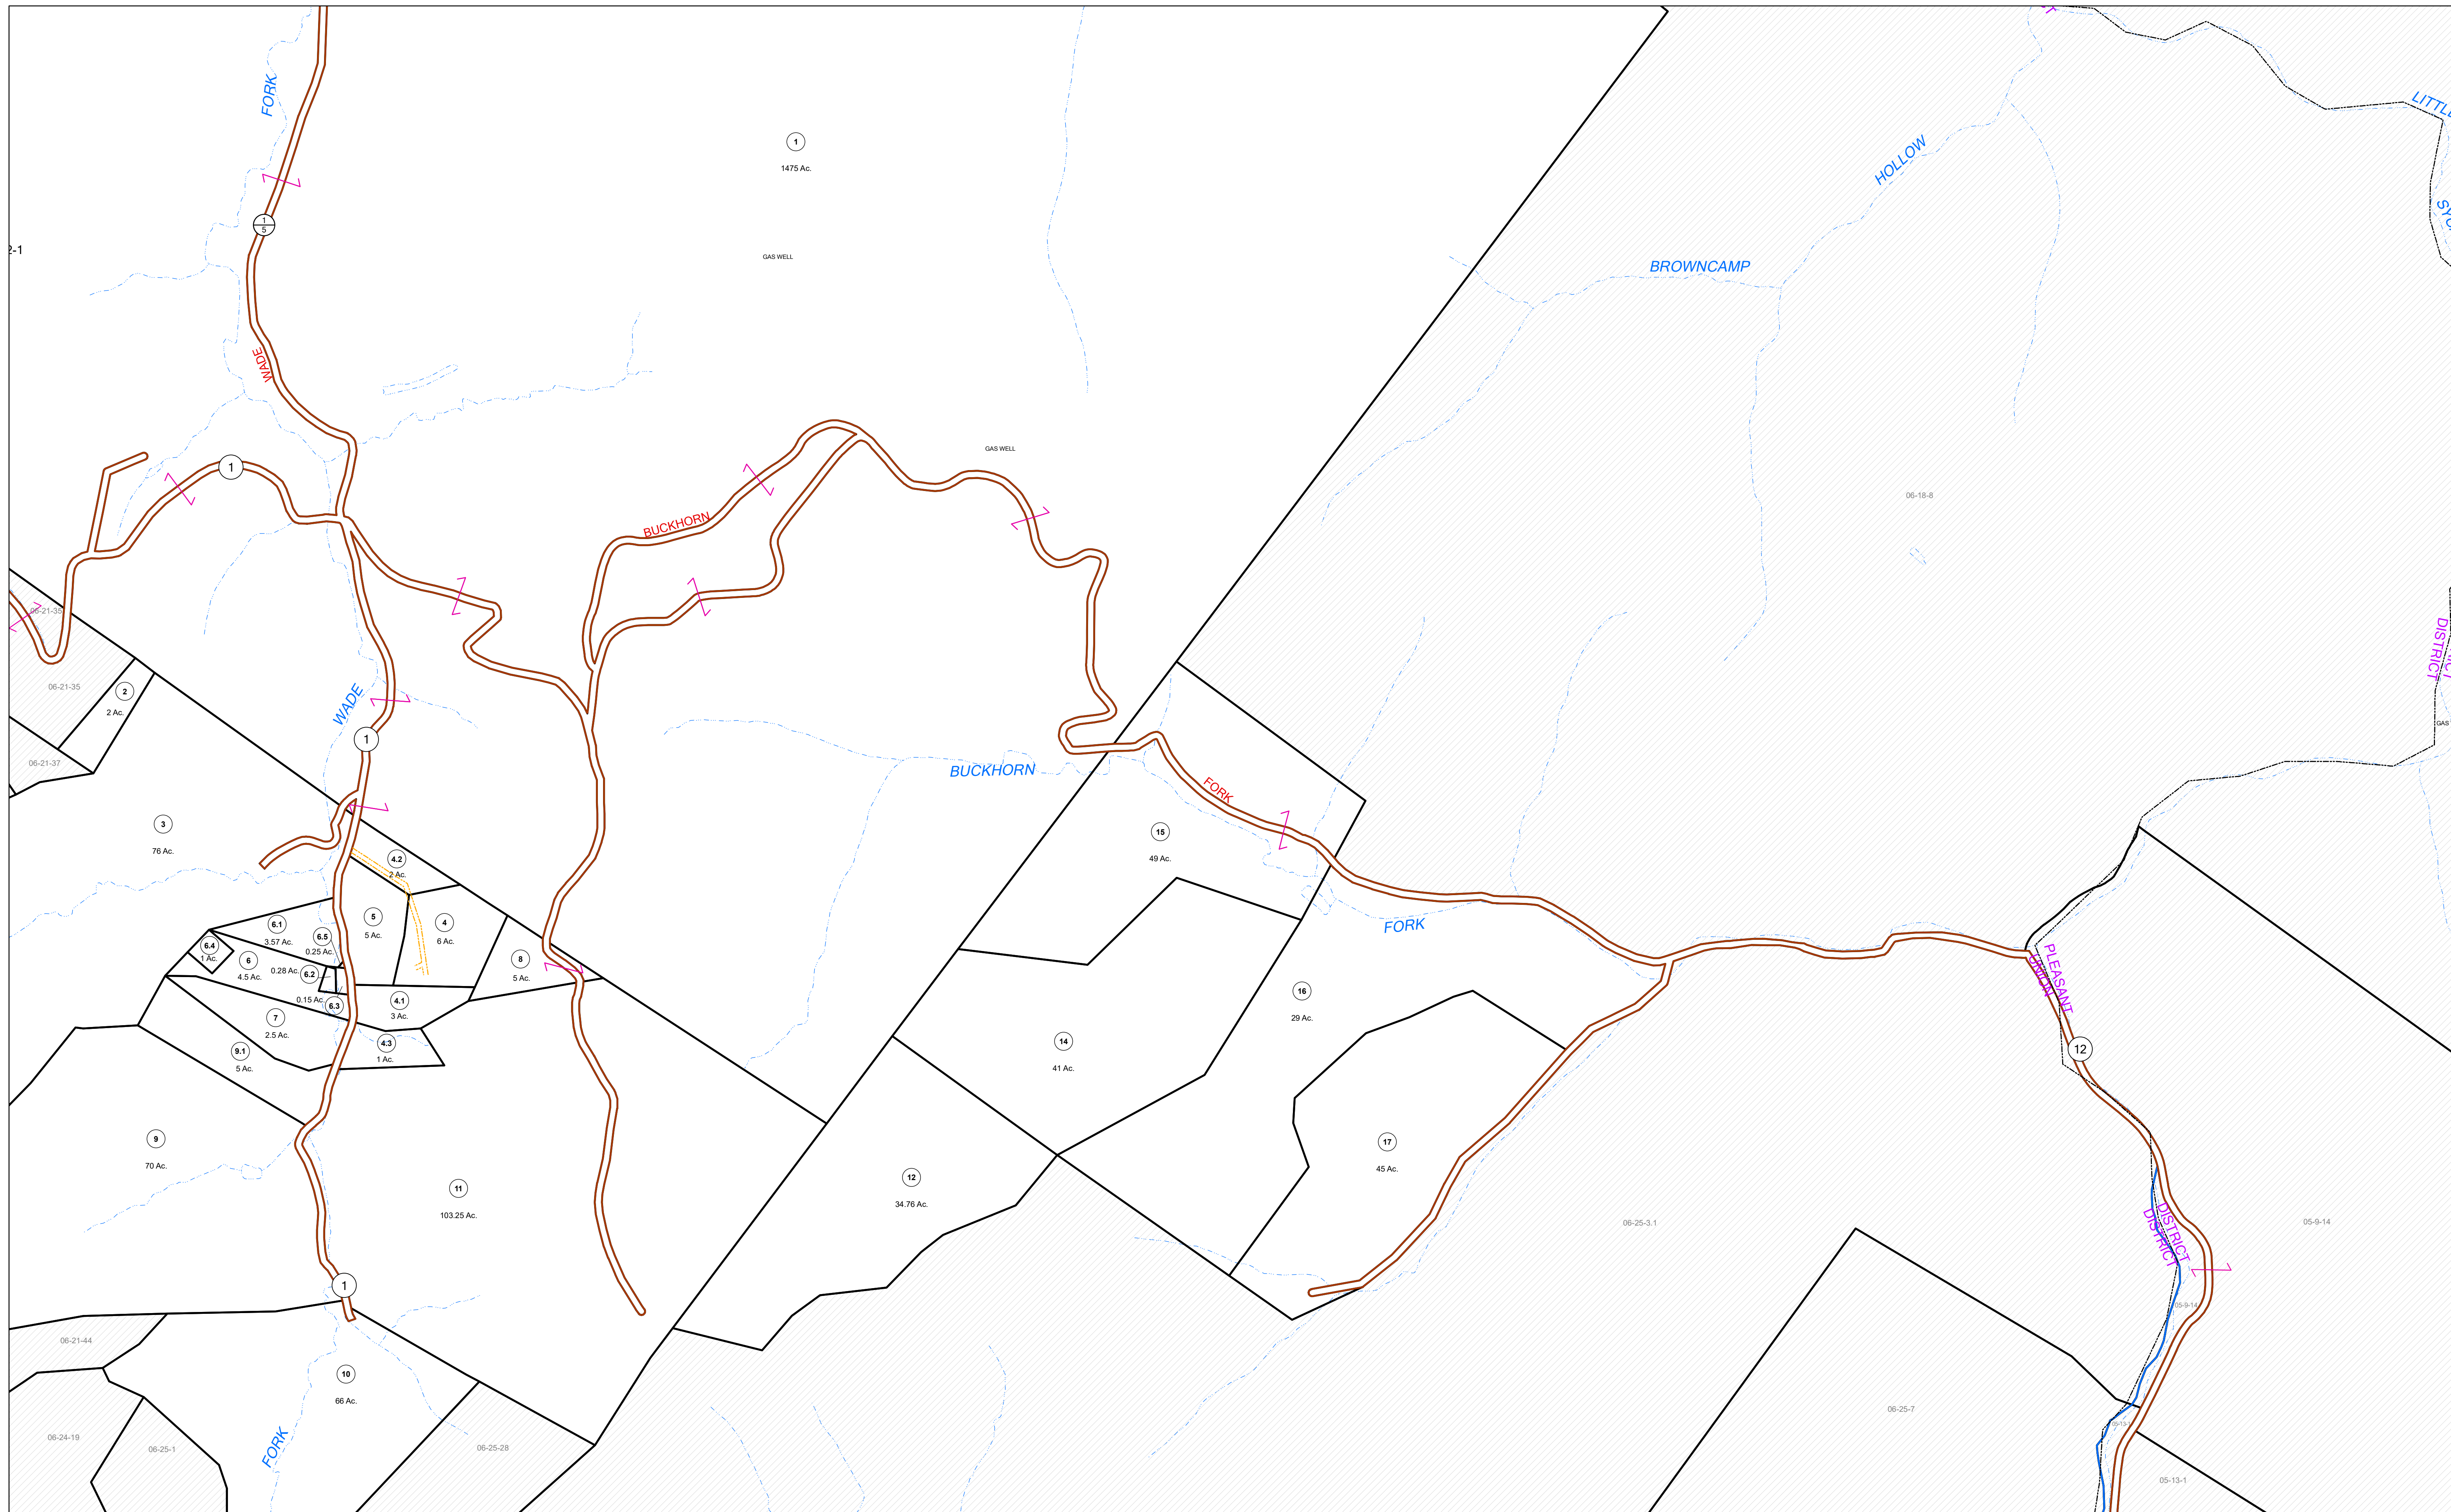 FORK
1
1475 Ac.
HOLLOW
1
5
2-1
GAS WELL
BROWNCAMP
WADE
GAS WELL
1
06-18-8
BUCKHORN
06-21-35
06-21-35
2
2 Ac.
WADE
DISTRICT
1
GAS
06-21-37
BUCKHORN
FORK
3
76 Ac.
15
49 Ac.
4.2
2 Ac.
5
5 Ac.
4
6 Ac.
6.1
3.57 Ac.
6.5
0.25 Ac.
6.4
1 Ac.
6
4.5 Ac.
0.28 Ac.
6.2
8
5 Ac.
FORK
PLEASANT
UNION
16
29 Ac.
0.15 Ac.
6.3
4.1
3 Ac.
7
2.5 Ac.
4.3
1 Ac.
9.1
5 Ac.
14
41 Ac.
12
9
70 Ac.
17
45 Ac.
11
103.25 Ac.
12
34.76 Ac.
06-25-3.1
DISTRICT
DISTRICT
05-9-14
1
05-9-14
06-21-44
10
66 Ac.
06-25-7
05-13-1
06-24-19
06-25-1
FORK
06-25-28
05-13-1